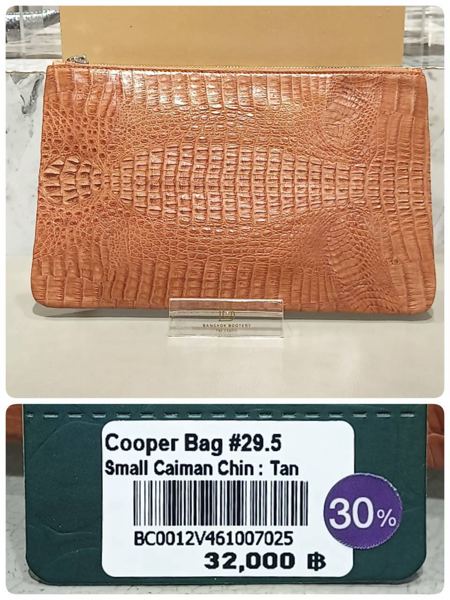 BANGKOK BOOTERY
Cooper Bag #29.5
Small Caiman Chin : Tan
BC0012V461007025
32,000 ฿
30%